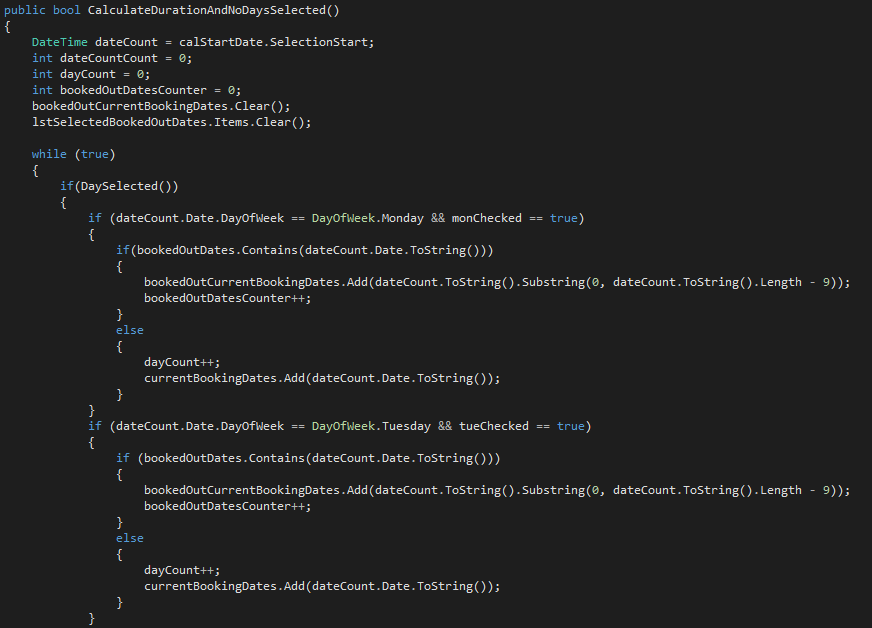 public bool CalculateDurationAndNoDaysSelected()
{
    DateTime dateCount = calStartDate.SelectionStart;
    int dateCountCount = 0;
    int dayCount = 0;
    int bookedOutDatesCounter = 0;
    bookedOutCurrentBookingDates.Clear();
    lstSelectedBookedOutDates.Items.Clear();

    while (true)
    {
        if(DaySelected())
        {
            if (dateCount.Date.DayOfWeek == DayOfWeek.Monday && monChecked == true)
            {
                if(bookedOutDates.Contains(dateCount.Date.ToString()))
                {
                    bookedOutCurrentBookingDates.Add(dateCount.ToString().Substring(0, dateCount.ToString().Length - 9));
                    bookedOutDatesCounter++;
                }
                else
                {
                    dayCount++;
                    currentBookingDates.Add(dateCount.Date.ToString());
                }
            }
            if (dateCount.Date.DayOfWeek == DayOfWeek.Tuesday && tueChecked == true)
            {
                if (bookedOutDates.Contains(dateCount.Date.ToString()))
                {
                    bookedOutCurrentBookingDates.Add(dateCount.ToString().Substring(0, dateCount.ToString().Length - 9));
                    bookedOutDatesCounter++;
                }
                else
                {
                    dayCount++;
                    currentBookingDates.Add(dateCount.Date.ToString());
                }
            }